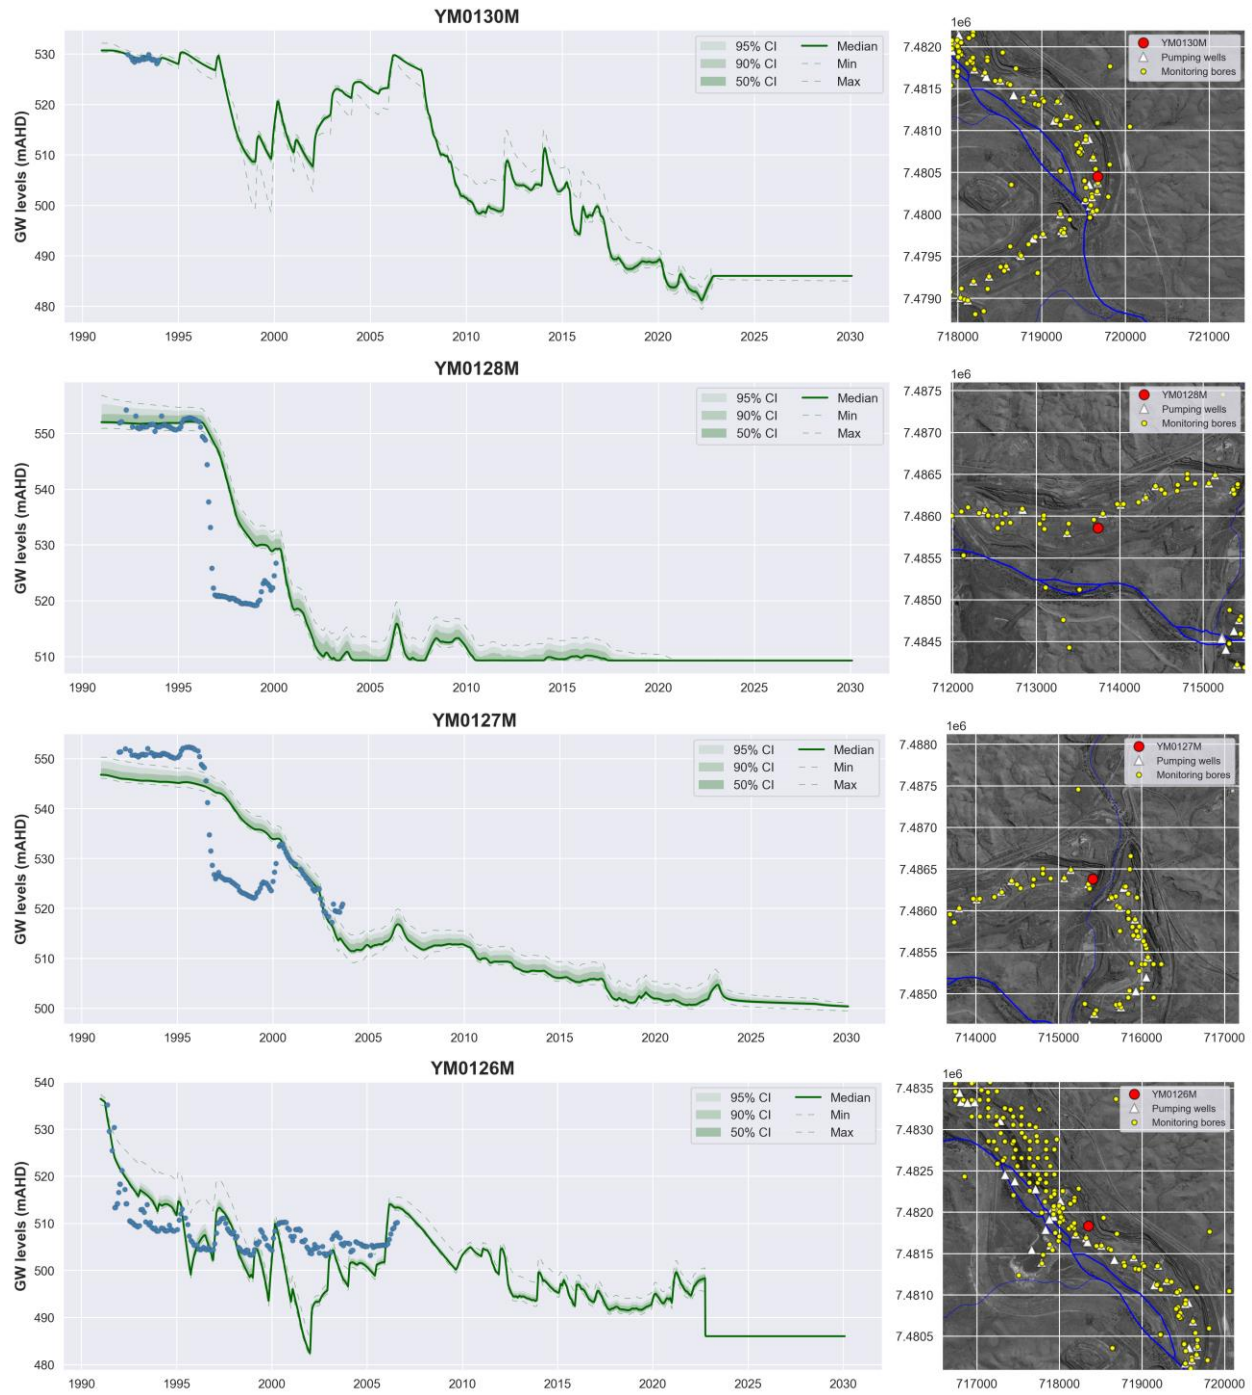 YM0130M
GW levels (mAHD)
530
520
510
500
490
480
1990 1995 2000 2005 2010 2015 2020 2025 2030
95% CI Median
90% CI Min
50% CI Max
1e6
7.4820
7.4815
7.4810
7.4805
7.4800
7.4795
7.4790
718000 719000 720000 721000
YM0130M
Pumping wells
Monitoring bores
YM0128M
GW levels (mAHD)
550
540
530
520
510
1990 1995 2000 2005 2010 2015 2020 2025 2030
95% CI Median
90% CI Min
50% CI Max
1e6
7.4875
7.4870
7.4865
7.4860
7.4855
7.4850
7.4845
712000 713000 714000 715000
YM0128M
Pumping wells
Monitoring bores
YM0127M
GW levels (mAHD)
550
540
530
520
510
500
1990 1995 2000 2005 2010 2015 2020 2025 2030
95% CI Median
90% CI Min
50% CI Max
1e6
7.4880
7.4875
7.4870
7.4865
7.4860
7.4855
7.4850
714000 715000 716000 717000
YM0127M
Pumping wells
Monitoring bores
YM0126M
GW levels (mAHD)
540
530
520
510
500
490
480
1990 1995 2000 2005 2010 2015 2020 2025 2030
95% CI Median
90% CI Min
50% CI Max
1e6
7.4835
7.4830
7.4825
7.4820
7.4815
7.4810
7.4805
717000 718000 719000 720000
YM0126M
Pumping wells
Monitoring bores